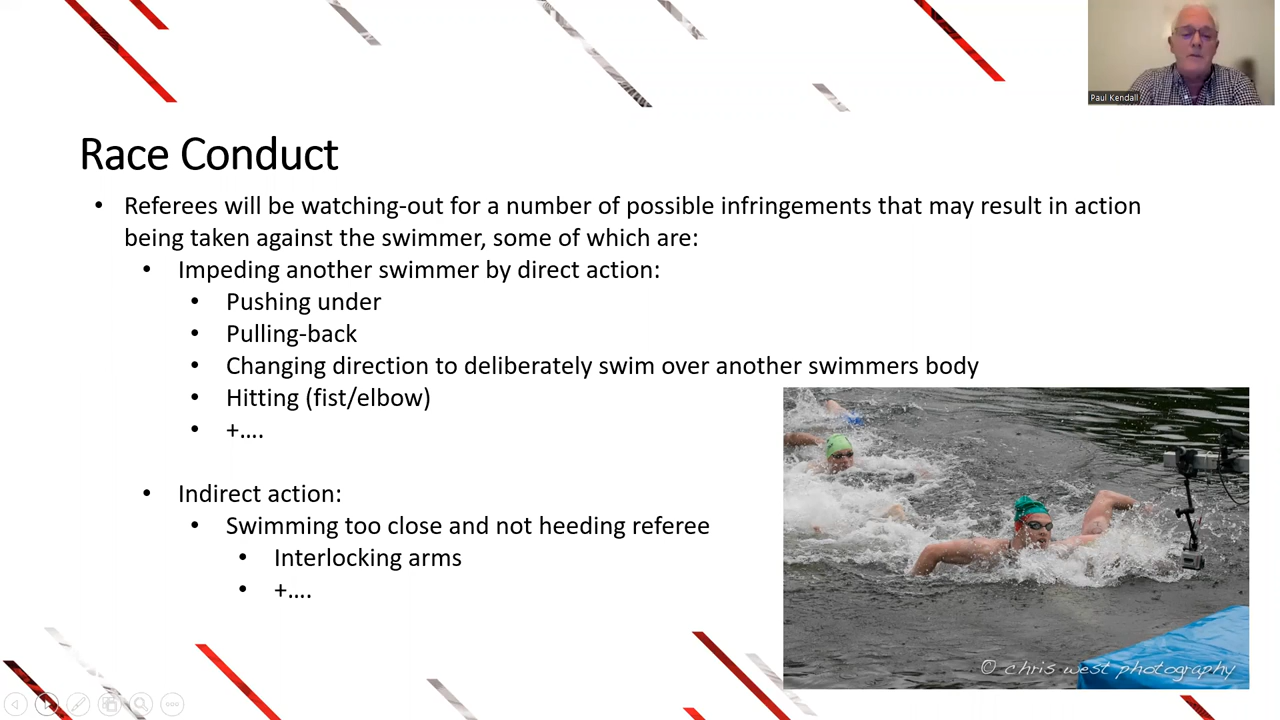 Paul Kendall
Race Conduct
• Referees will be watching-out for a number of possible infringements that may result in action
being taken against the swimmer, some of which are:
• Impeding another swimmer by direct action:
• Pushing under
• Pulling-back
• Changing direction to deliberately swim over another swimmers body
• Hitting (fist/elbow)
• +....
• Indirect action:
• Swimming too close and not heeding referee
• Interlocking arms
• +....
© chris west photography